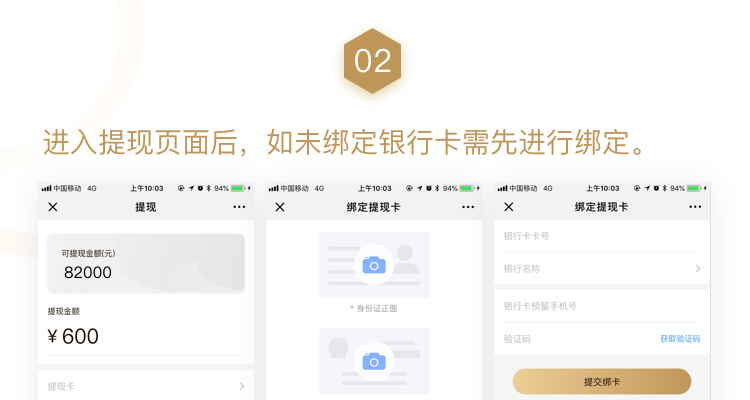 02
进入提现页面后，如未绑定银行卡需先进行绑定。
中国移动 4G 上午10:03 94%
提现
可提现金额(元)
82000
提现金额
¥600
提现卡
中国移动 4G 上午10:03 94%
绑定提现卡
* 身份证正面
中国移动 4G 上午10:03 94%
绑定提现卡
银行卡卡号
银行名称
银行卡预留手机号
验证码 获取验证码
提交绑卡